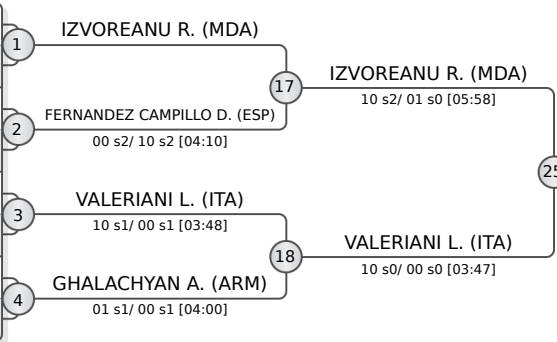 IZVOREANU R. (MDA)
1
17
IZVOREANU R. (MDA)
10 s2/ 01 s0 [05:58]
FERNANDEZ CAMPILLO D. (ESP)
2
00 s2/ 10 s2 [04:10]
25
VALERIANI L. (ITA)
3
10 s1/ 00 s1 [03:48]
18
VALERIANI L. (ITA)
10 s0/ 00 s0 [03:47]
GHALACHYAN A. (ARM)
4
01 s1/ 00 s1 [04:00]